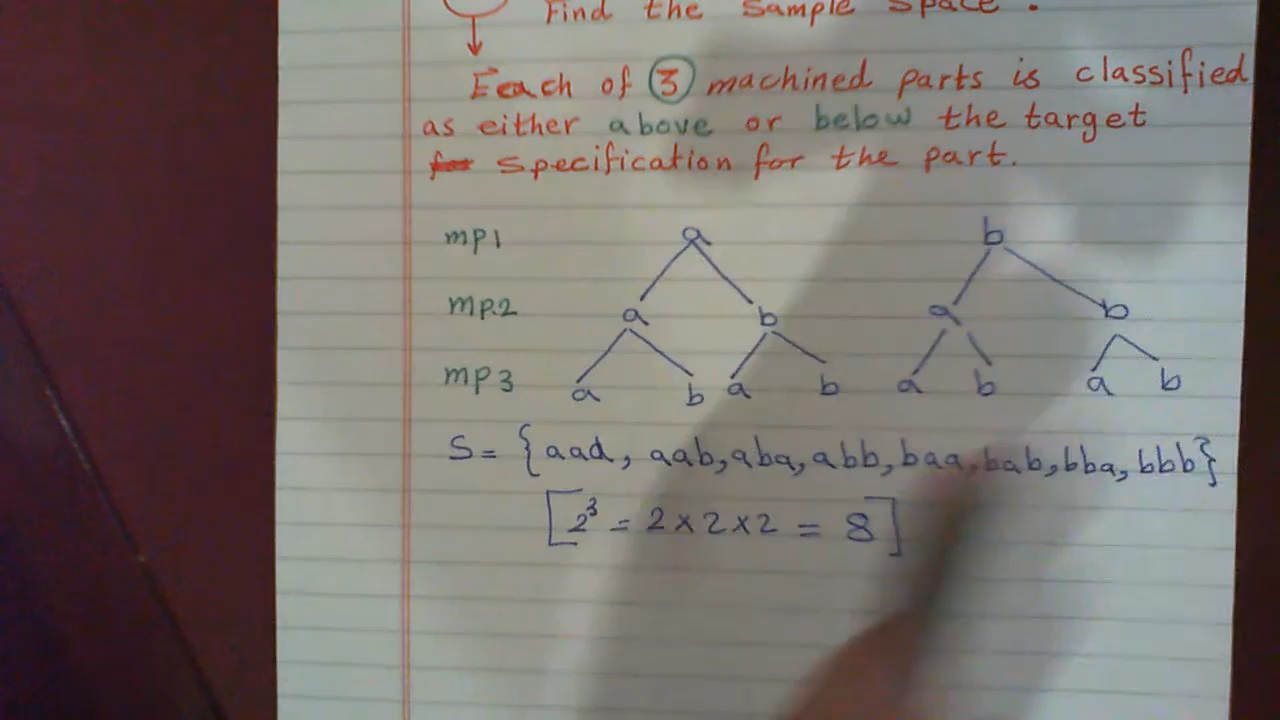 Find the Sample Space.
Each of 3 machined parts is classified
as either above or below the target
specification for the part.
mp1 a b
mp2 a b a b
mp3 a b a b a b a b
S = {aaa, aab, aba, abb, baa, bab, bba, bbb}
[2³ = 2 × 2 × 2 = 8]